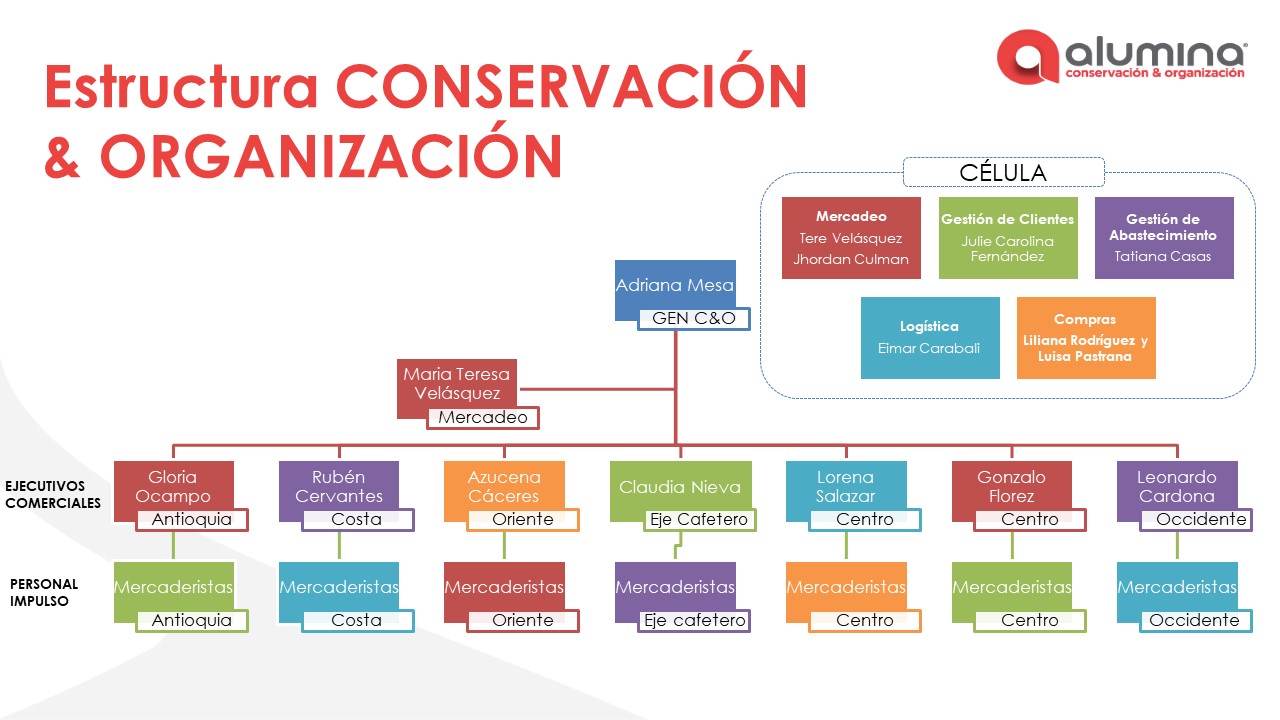 Estructura CONSERVACIÓN
& ORGANIZACIÓN
alumina®
conservación & organización
CÉLULA
Mercadeo
Tere Velásquez
Jhordan Culman
Gestión de Clientes
Julie Carolina
Fernández
Gestión de
Abastecimiento
Tatiana Casas
Logística
Eimar Carabali
Compras
Liliana Rodríguez y
Luisa Pastrana
Adriana Mesa
GEN C&O
Maria Teresa
Velásquez
Mercadeo
EJECUTIVOS
COMERCIALES
Gloria
Ocampo
Antioquia
Rubén
Cervantes
Costa
Azucena
Cáceres
Oriente
Claudia Nieva
Eje Cafetero
Lorena
Salazar
Centro
Gonzalo
Florez
Centro
Leonardo
Cardona
Occidente
PERSONAL
IMPULSO
Mercaderistas
Antioquia
Mercaderistas
Costa
Mercaderistas
Oriente
Mercaderistas
Eje cafetero
Mercaderistas
Centro
Mercaderistas
Centro
Mercaderistas
Occidente